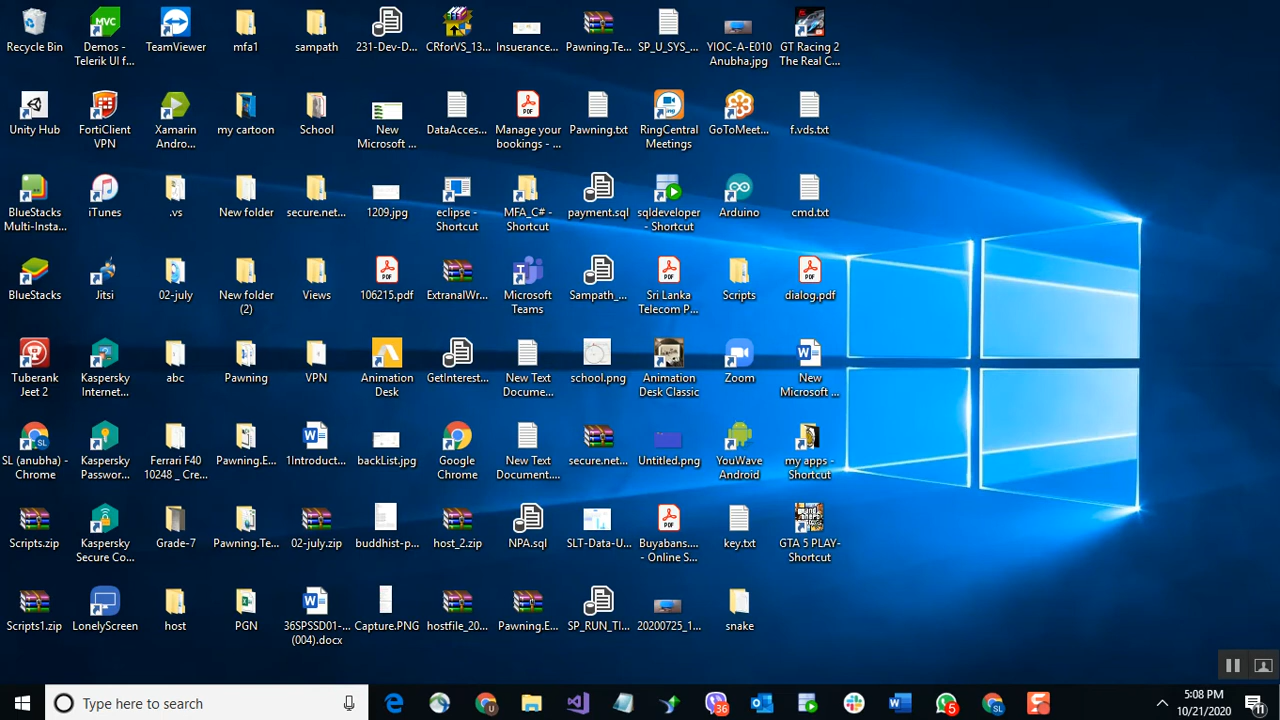 Recycle Bin
Demos -
Telerik UI f...
TeamViewer
mfa1
sampath
231-Dev-D...
CRforVS_13...
Insuerance...
Pawning.Te...
SP_U_SYS_...
YIOC-A-E010
Anubha.jpg
GT Racing 2
The Real C...
Unity Hub
FortiClient
VPN
Xamarin
Andro...
my cartoon
School
New
Microsoft ...
DataAcces...
Manage your
bookings - ...
Pawning.txt
RingCentral
Meetings
GoToMeet...
f.vds.txt
BlueStacks
Multi-Insta...
iTunes
.vs
New folder
secure.net...
1209.jpg
eclipse -
Shortcut
MFA_C# -
Shortcut
payment.sql
sqldeveloper
- Shortcut
Arduino
cmd.txt
BlueStacks
Jitsi
02-july
New folder
(2)
Views
106215.pdf
ExtranalWr...
Microsoft
Teams
Sampath_...
Sri Lanka
Telecom P...
Scripts
dialog.pdf
Tuberank
Jeet 2
Kaspersky
Internet...
abc
Pawning
VPN
Animation
Desk
GetInterest...
New Text
Docume...
school.png
Animation
Desk Classic
Zoom
New
Microsoft ...
SL (anubha) -
Chrome
Kaspersky
Passwor...
Ferrari F40
10248 _ Cre...
Pawning.E...
1Introduct...
backList.jpg
Google
Chrome
New Text
Document....
secure.net...
Untitled.png
YouWave
Android
my apps -
Shortcut
Scripts.zip
Kaspersky
Secure Co...
Grade-7
Pawning.Te...
02-july.zip
buddhist-p...
host_2.zip
NPA.sql
SLT-Data-U...
Buyabans....
- Online S...
key.txt
GTA 5 PLAY-
Shortcut
Scripts1.zip
LonelyScreen
host
PGN
36SPSSD01-...
(004).docx
Capture.PNG
hostfile_20...
Pawning.E...
SP_RUN_TI...
20200725_1...
snake
Type here to search
36
5
SL
5:08 PM
10/21/2020
11